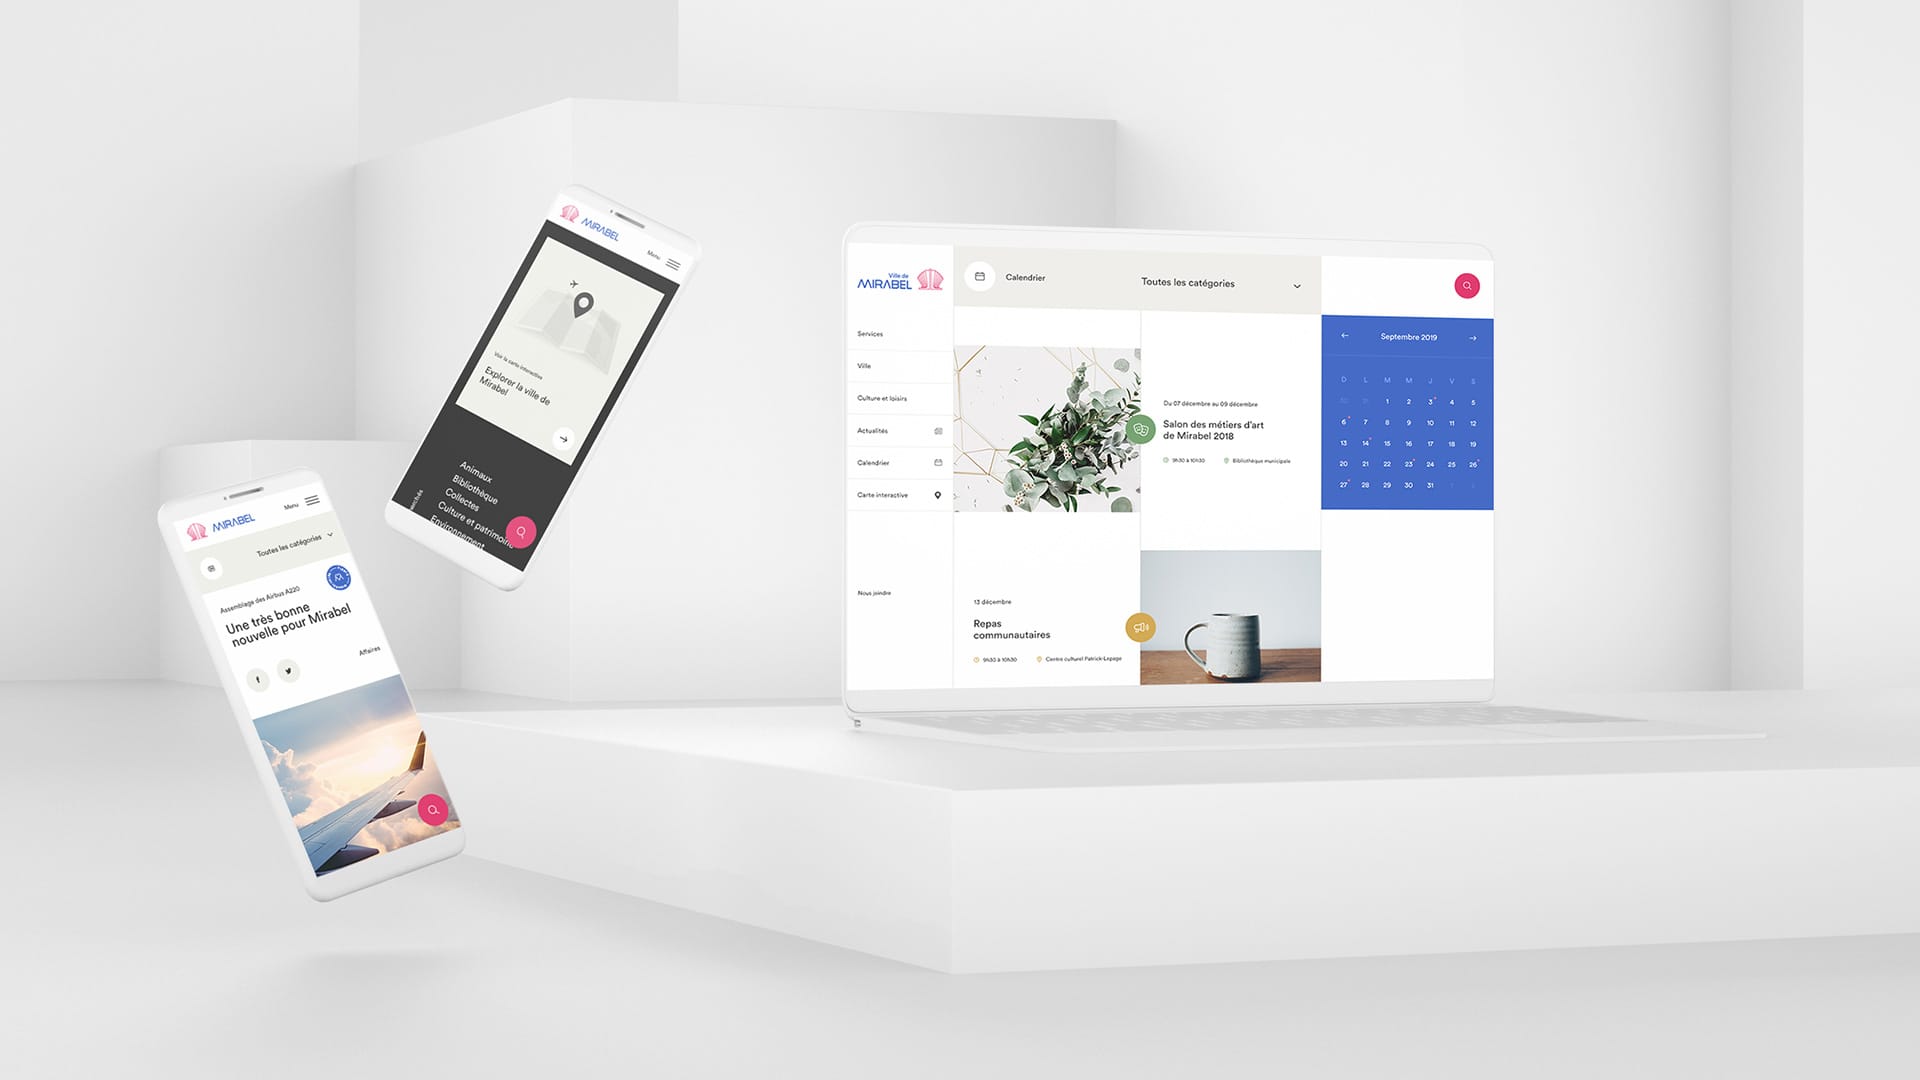 MIRABEL
Menu
Voir la carte interactive
Explorer la ville de
Mirabel
Animaux
Bibliothèque
Collectes
Culture et patrimoine
Environnement
MIRABEL
Menu
Toutes les catégories
Assemblage des Airbus A220
Une très bonne
nouvelle pour Mirabel
Affaires
Ville de
MIRABEL
Services
Ville
Culture et loisirs
Actualités
Calendrier
Carte interactive
Nous joindre
Calendrier
Toutes les catégories
Du 07 décembre au 09 décembre
Salon des métiers d'art
de Mirabel 2018
9h30 à 10h30 Bibliothèque municipale
13 décembre
Repas
communautaires
9h30 à 10h30 Centre culturel Patrick-Lepage
Septembre 2019
D L M M J V S
1 2 3 4 5
6 7 8 9 10 11 12
13 14 15 16 17 18 19
20 21 22 23 24 25 26
27 28 29 30 31